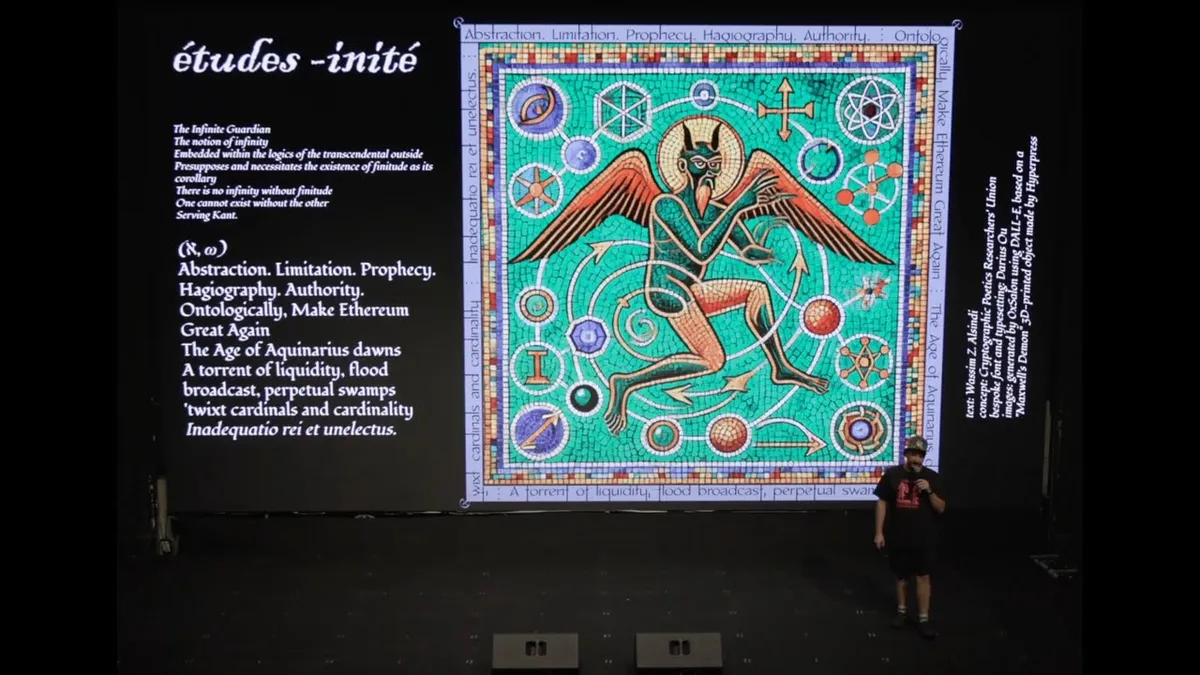 études -inité
The Infinite Guardian
The notion of infinity
Embedded within the logics of the transcendental outside
Presupposes and necessitates the existence of finitude as its
corollary
There is no infinity without finitude
One cannot exist without the other
Serving Kant.
(ℵ, ω)
Abstraction. Limitation. Prophecy.
Hagiography. Authority.
Ontologically, Make Ethereum
Great Again
The Age of Aquinarius dawns
A torrent of liquidity, flood
broadcast, perpetual swaps
'twixt cardinals and cardinality
Inadequatio rei et unelectus.
Abstraction. Limitation. Prophecy. Hagiography. Authority. : Ontolo
gically, Make Ethereum Great Again : The Age of Aquinarius d
: A torrent of liquidity, flood broadcast, perpetual swa
wixt cardinals and cardinality : Inadequatio rei et unelectus.
text: Wassim Z. Alsindi
concept: Cryptographic Poetics Researchers' Union
bespoke font and typesetting: Darius Ou
images: generated by 0xSalon using DALL-E, based on a
"Maxwell's Demon" 3D-printed object made by Hyperpress